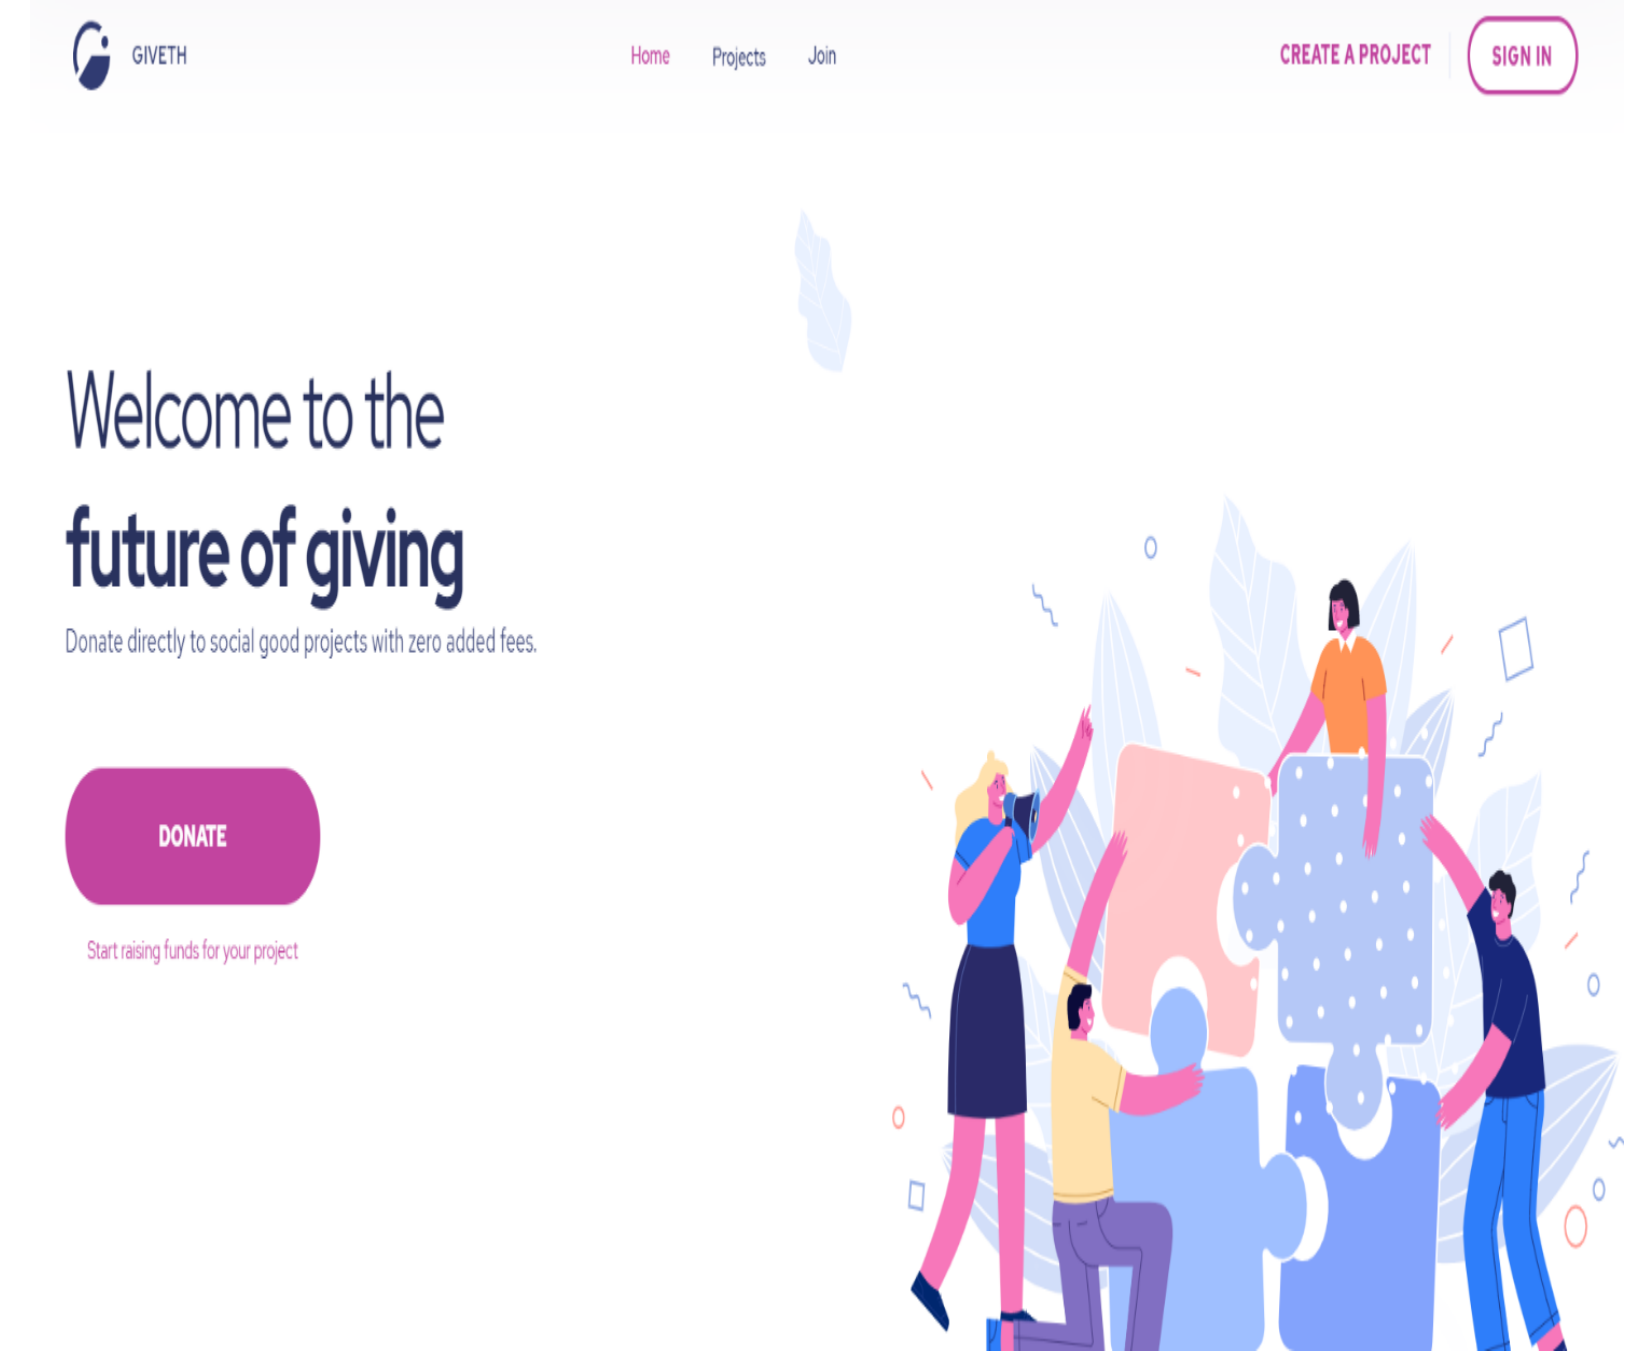 GIVETH
Home Projects Join
CREATE A PROJECT
SIGN IN
Welcome to the
future of giving
Donate directly to social good projects with zero added fees.
DONATE
Start raising funds for your project